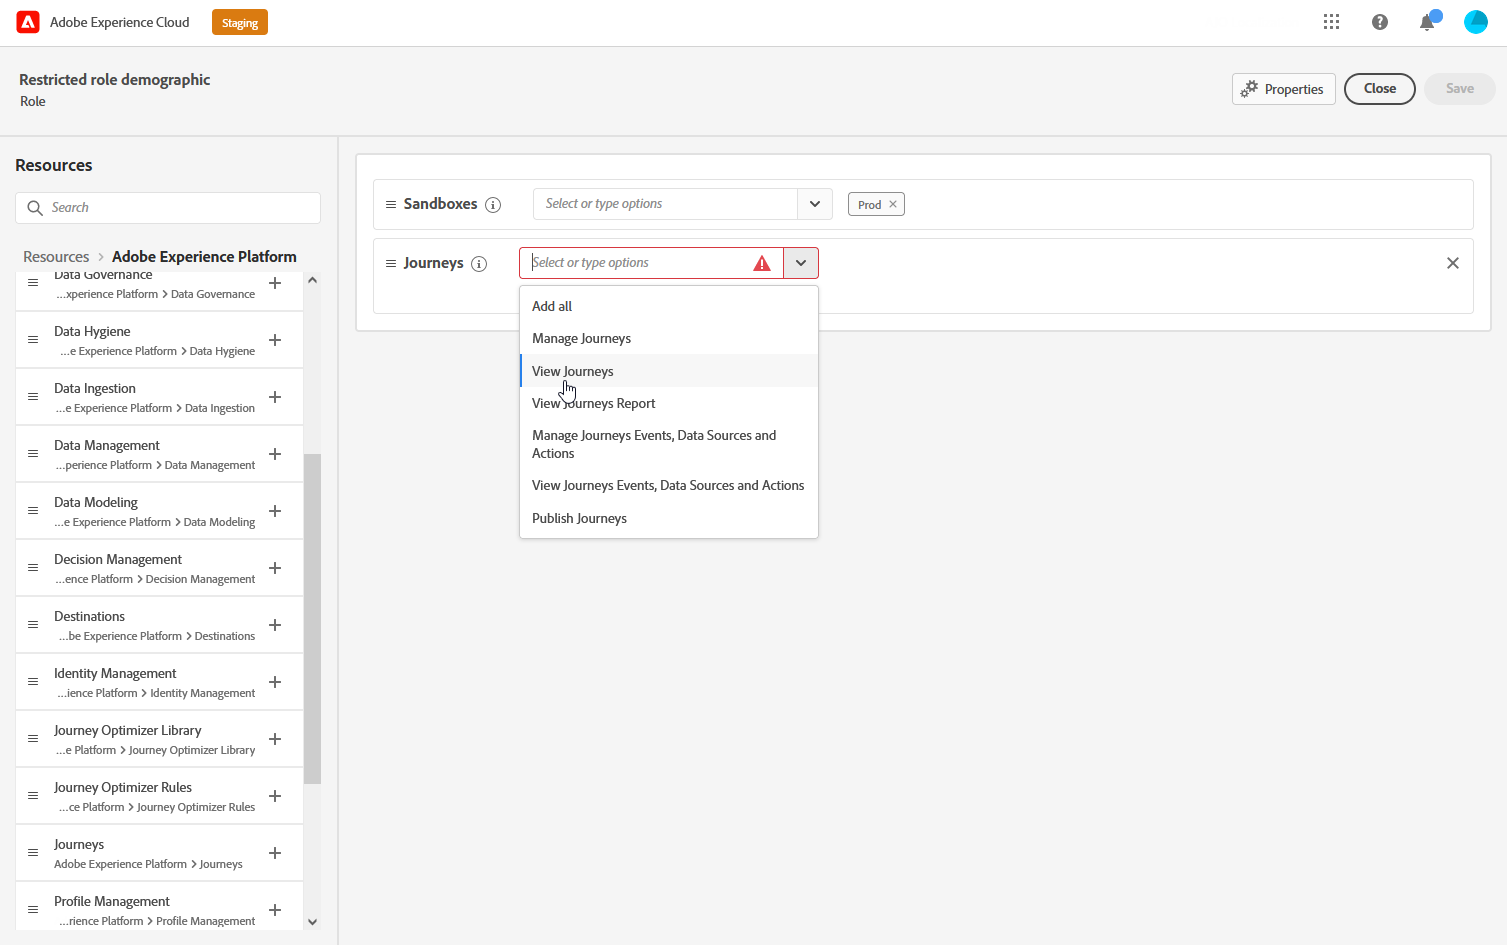 Adobe Experience Cloud
Staging
Restricted role demographic
Role
Properties
Close
Save
Resources
Search
Resources > Adobe Experience Platform
Data Governance
...xperience Platform > Data Governance
Data Hygiene
...e Experience Platform > Data Hygiene
Data Ingestion
...e Experience Platform > Data Ingestion
Data Management
...perience Platform > Data Management
Data Modeling
...e Experience Platform > Data Modeling
Decision Management
...ence Platform > Decision Management
Destinations
...be Experience Platform > Destinations
Identity Management
...ience Platform > Identity Management
Journey Optimizer Library
...e Platform > Journey Optimizer Library
Journey Optimizer Rules
...ce Platform > Journey Optimizer Rules
Journeys
Adobe Experience Platform > Journeys
Profile Management
...rience Platform > Profile Management
Sandboxes
Select or type options
Prod
Journeys
Select or type options
Add all
Manage Journeys
View Journeys
View Journeys Report
Manage Journeys Events, Data Sources and
Actions
View Journeys Events, Data Sources and Actions
Publish Journeys